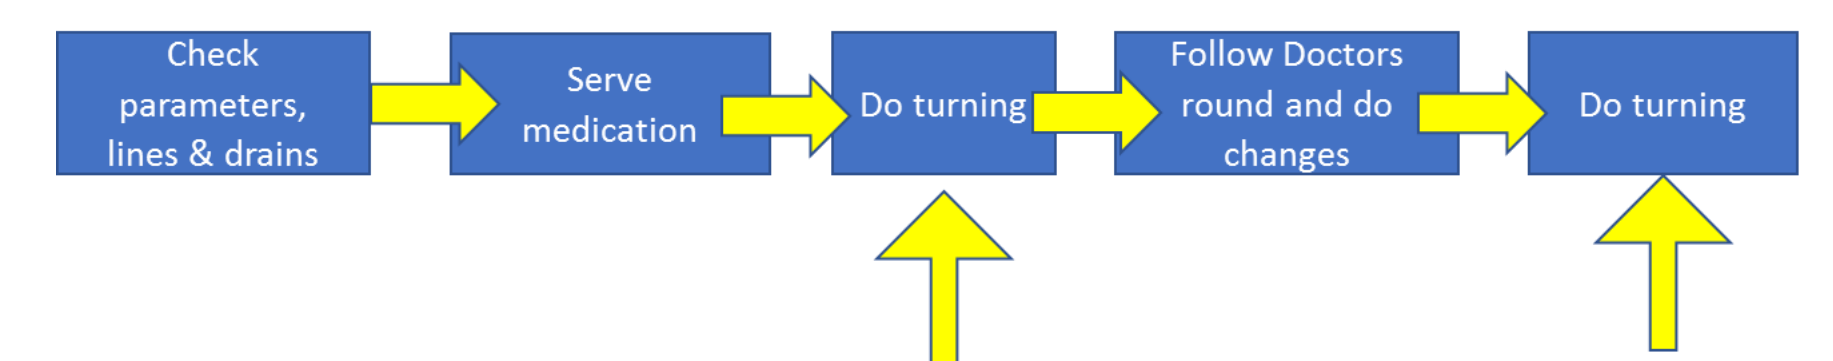 Check
parameters,
lines & drains
Serve
medication
Do turning
Follow Doctors
round and do
changes
Do turning